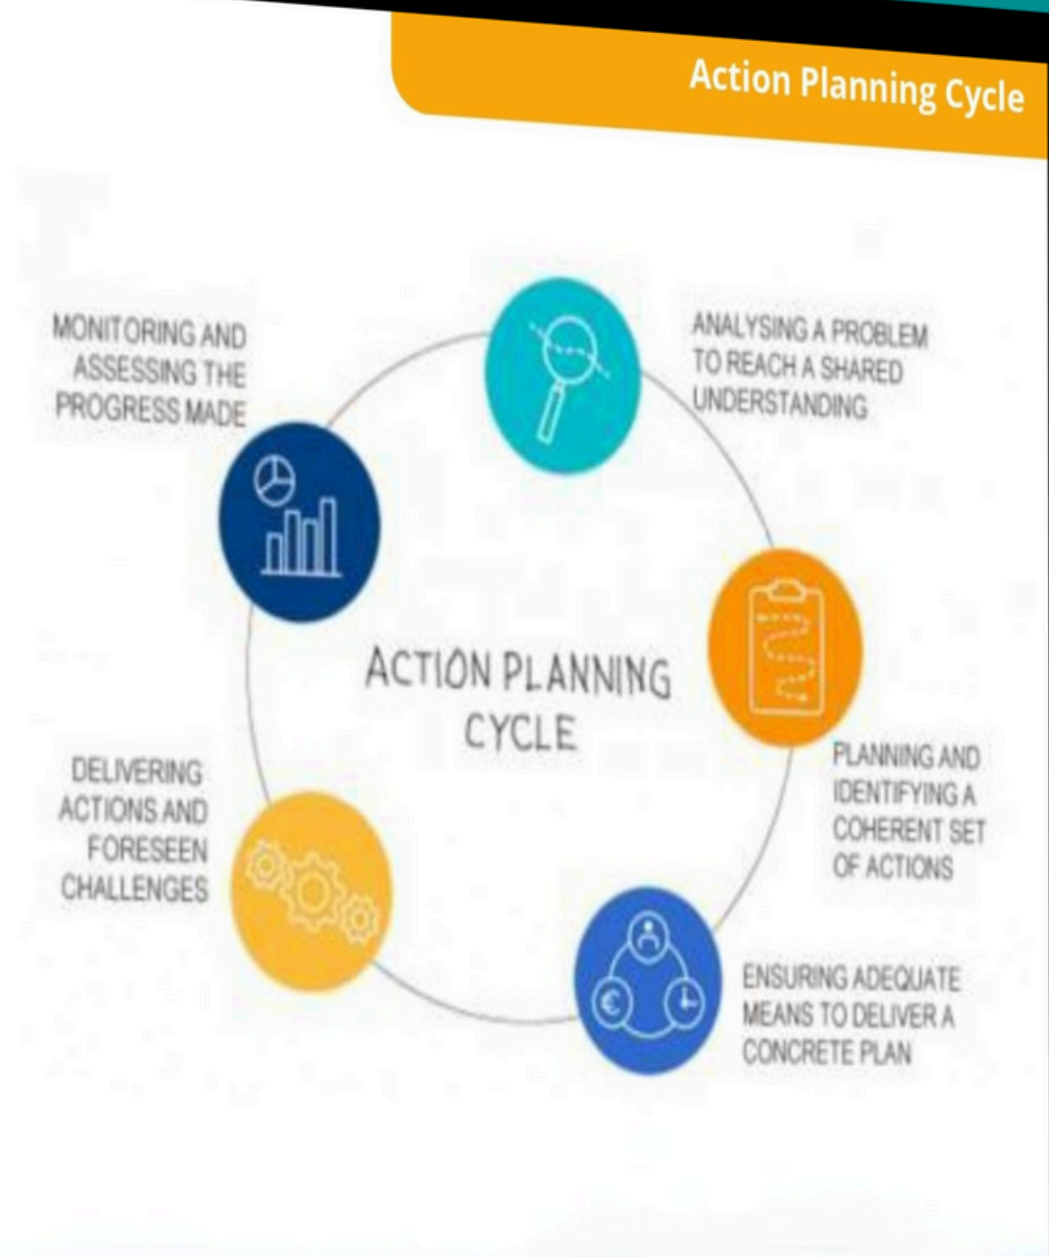 Action Planning Cycle
ANALYSING A PROBLEM
TO REACH A SHARED
UNDERSTANDING
PLANNING AND
IDENTIFYING A
COHERENT SET
OF ACTIONS
ENSURING ADEQUATE
MEANS TO DELIVER A
CONCRETE PLAN
DELIVERING
ACTIONS AND
FORESEEN
CHALLENGES
MONITORING AND
ASSESSING THE
PROGRESS MADE
ACTION PLANNING
CYCLE
€